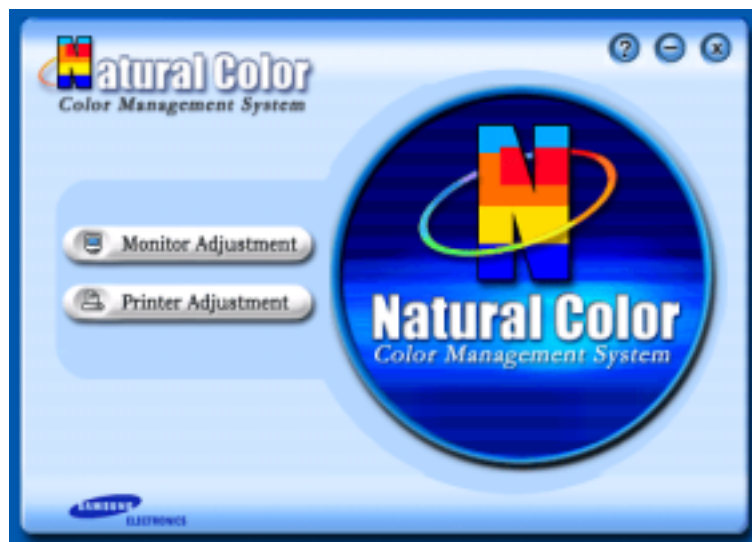 Natural Color
Color Management System
Monitor Adjustment
Printer Adjustment
Natural Color
Color Management System
SAMSUNG
ELECTRONICS